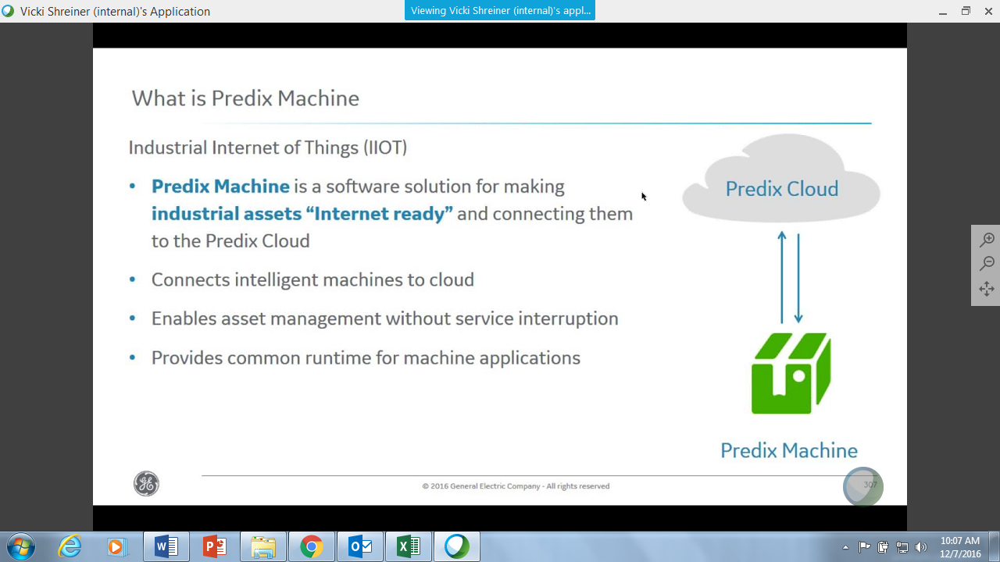 Vicki Shreiner (internal)'s Application
Viewing Vicki Shreiner (internal)'s appl...
What is Predix Machine
Industrial Internet of Things (IIOT)
• Predix Machine is a software solution for making
industrial assets “Internet ready” and connecting them
to the Predix Cloud
• Connects intelligent machines to cloud
• Enables asset management without service interruption
• Provides common runtime for machine applications
Predix Cloud
Predix Machine
GE
© 2016 General Electric Company - All rights reserved
307
10:07 AM
12/7/2016